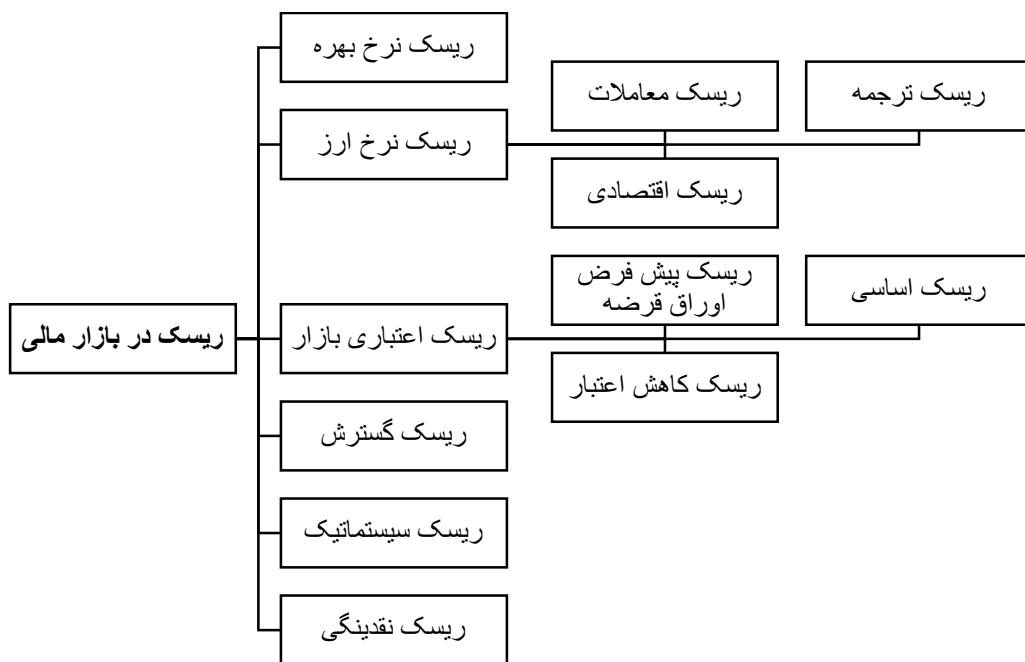 ریسک در بازار مالی
ریسک نرخ بهره
ریسک نرخ ارز
ریسک معاملات
ریسک ترجمه
ریسک اقتصادی
ریسک اعتباری بازار
ریسک پیش فرض
اوراق قرضه
ریسک اساسی
ریسک کاهش اعتبار
ریسک گسترش
ریسک سیستماتیک
ریسک نقدینگی